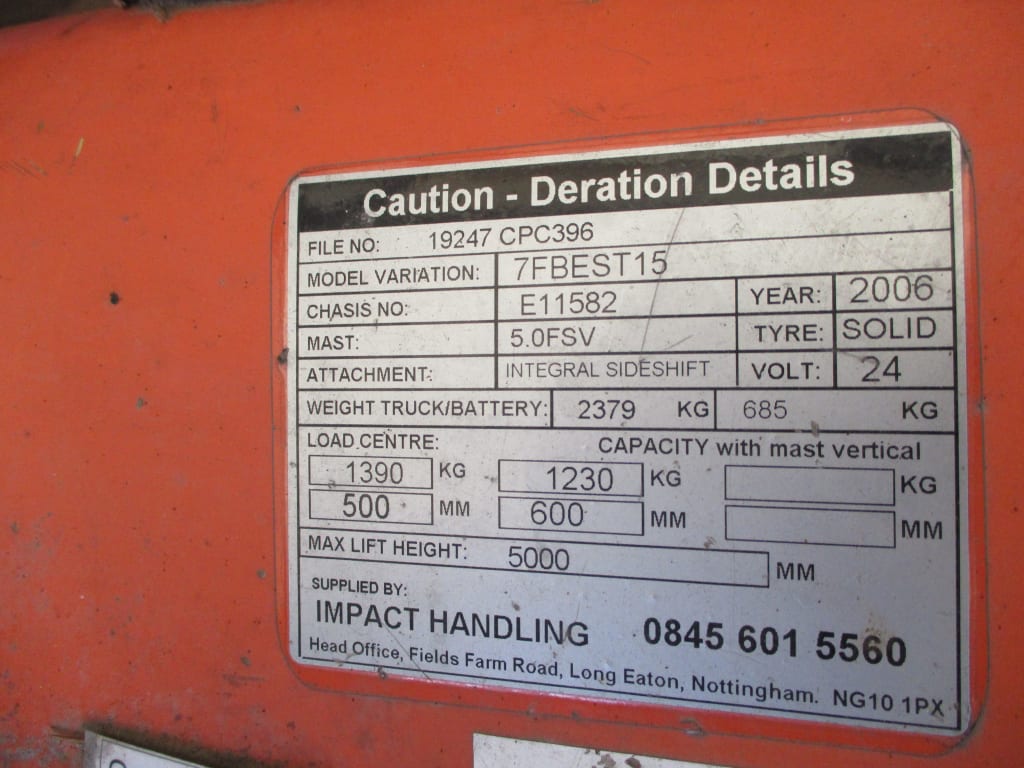 Caution - Deration Details
FILE NO: 19247 CPC396
MODEL VARIATION: 7FBEST15
CHASIS NO: E11582 YEAR: 2006
MAST: 5.0FSV TYRE: SOLID
ATTACHMENT: INTEGRAL SIDESHIFT VOLT: 24
WEIGHT TRUCK/BATTERY: 2379 KG 685 KG
LOAD CENTRE: CAPACITY with mast vertical
1390 KG 1230 KG KG
500 MM 600 MM MM
MAX LIFT HEIGHT: 5000 MM
SUPPLIED BY:
IMPACT HANDLING 0845 601 5560
Head Office, Fields Farm Road, Long Eaton, Nottingham. NG10 1PX